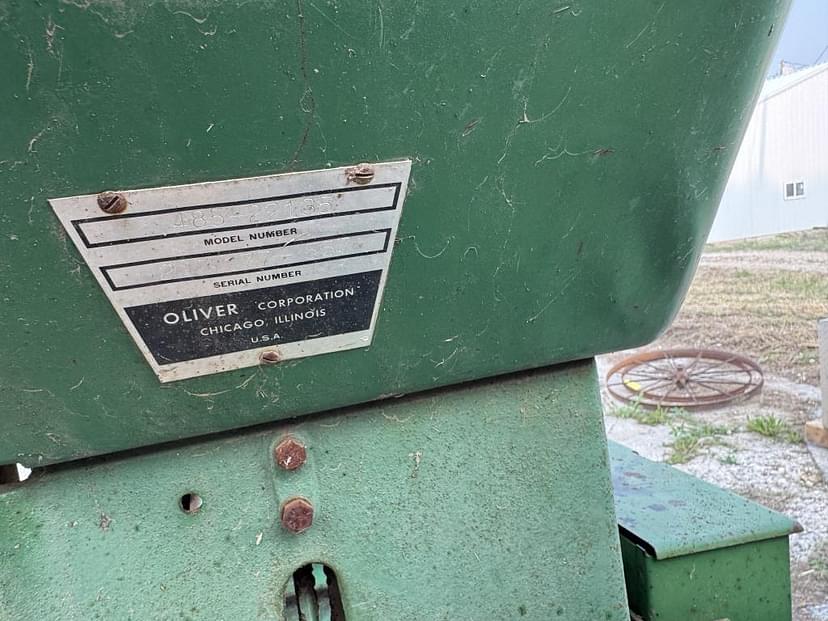 MODEL NUMBER
SERIAL NUMBER
OLIVER CORPORATION
CHICAGO, ILLINOIS
U.S.A.